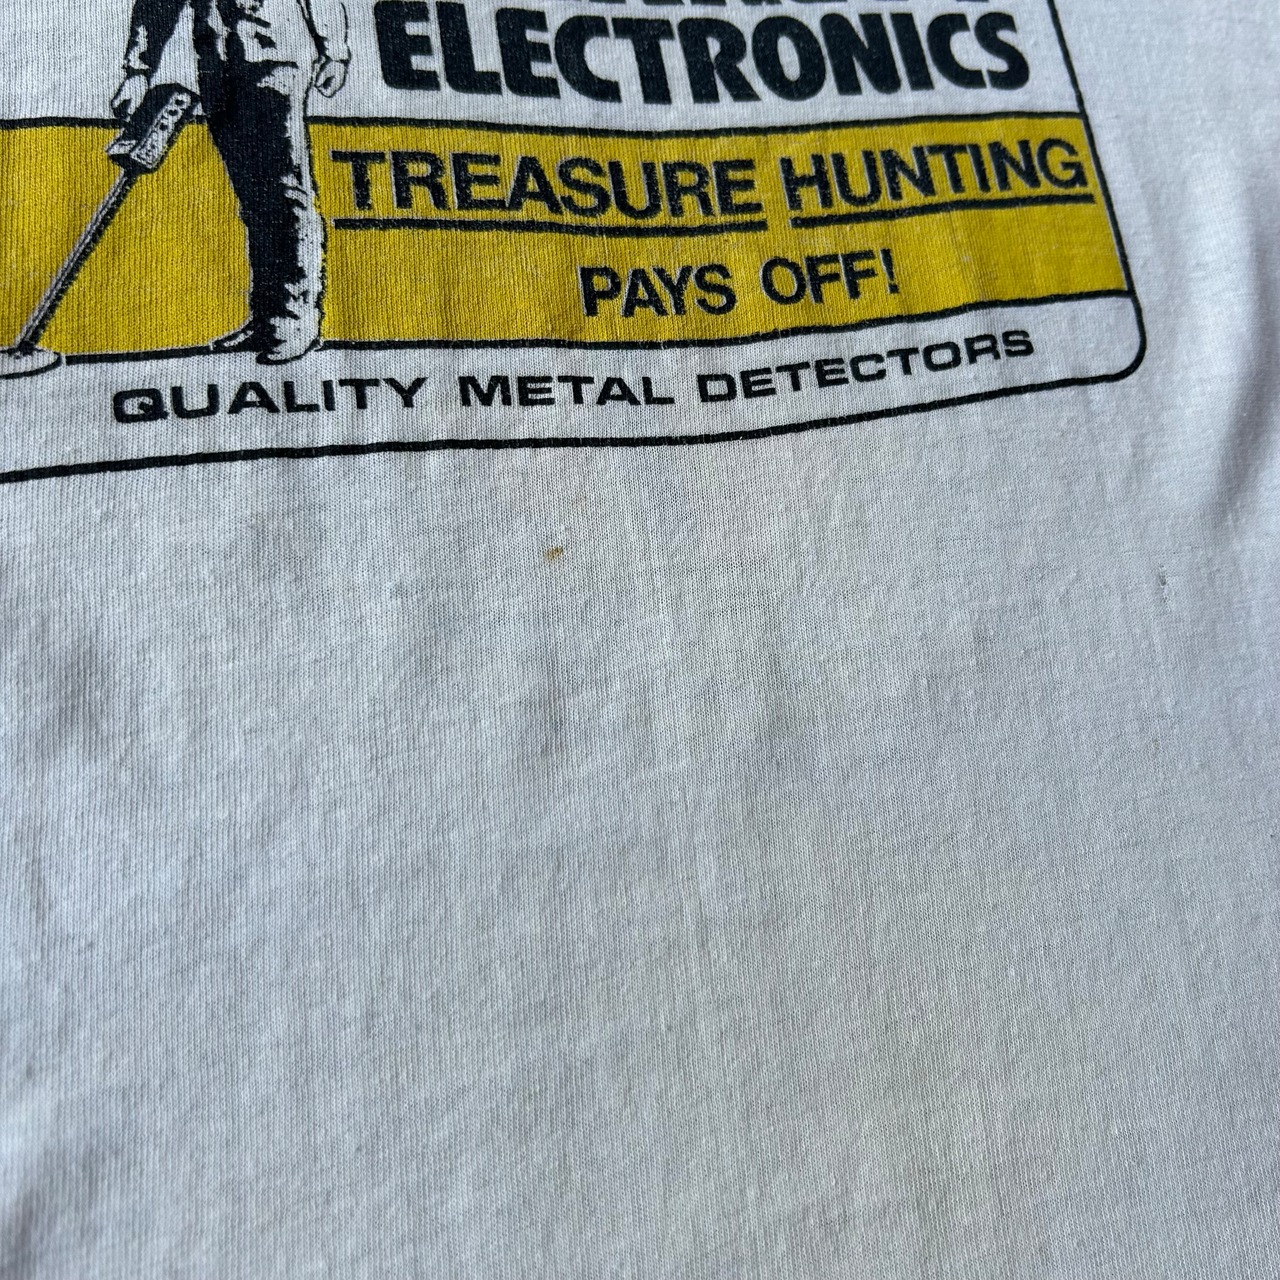 ELECTRONICS
TREASURE HUNTING
PAYS OFF!
QUALITY METAL DETECTORS